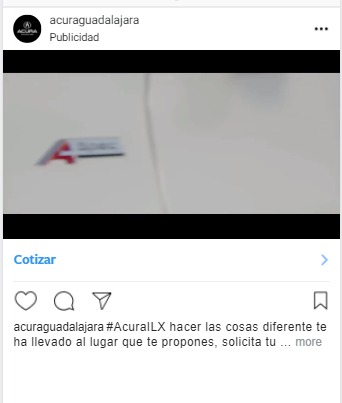 acuraguadalajara
Publicidad
ACURA
Cotizar
acuraguadalajara #AcuraILX hacer las cosas diferente te
ha llevado al lugar que te propones, solicita tu ... more